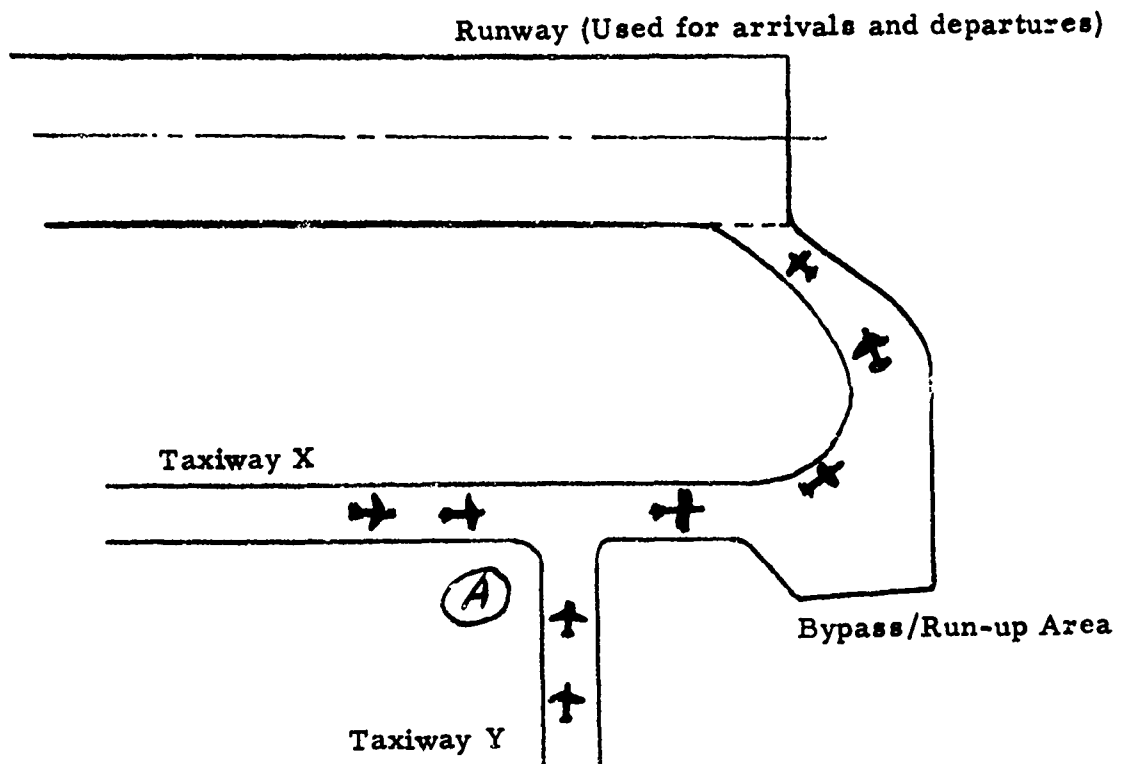 Runway (Used for arrivals and departures)
Taxiway X
A
Bypass/Run-up Area
Taxiway Y